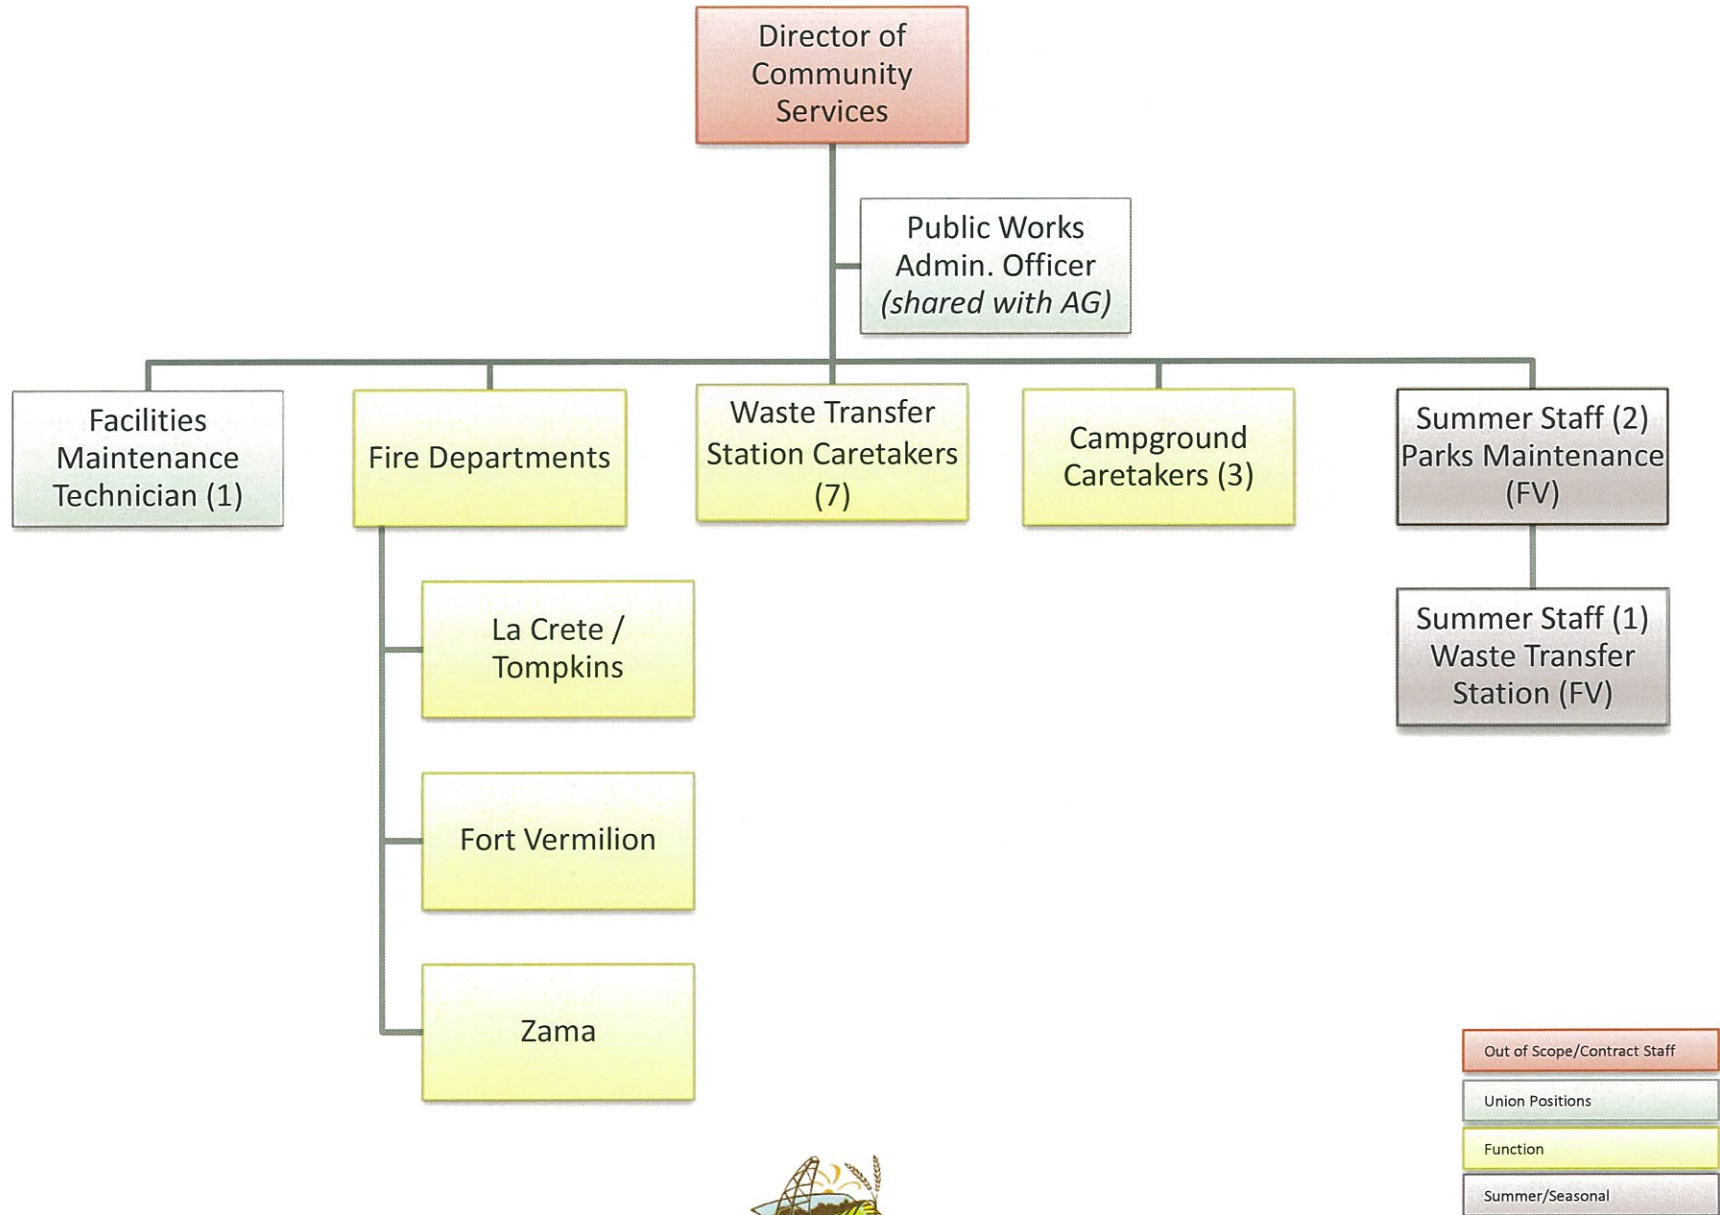 Director of
Community
Services
Public Works
Admin. Officer
(shared with AG)
Facilities
Maintenance
Technician (1)
Fire Departments
Waste Transfer
Station Caretakers
(7)
Campground
Caretakers (3)
Summer Staff (2)
Parks Maintenance
(FV)
La Crete /
Tompkins
Summer Staff (1)
Waste Transfer
Station (FV)
Fort Vermilion
Zama
Out of Scope/Contract Staff
Union Positions
Function
Summer/Seasonal